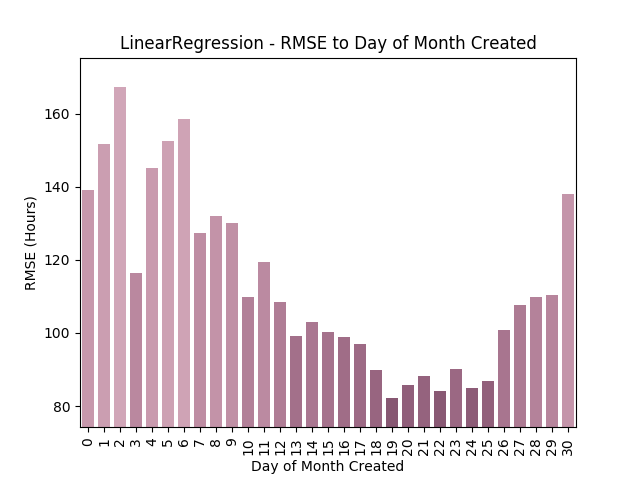 LinearRegression - RMSE to Day of Month Created
160
140
120
100
80
RMSE (Hours)
0 1 2 3 4 5 6 7 8 9 10 11 12 13 14 15 16 17 18 19 20 21 22 23 24 25 26 27 28 29 30
Day of Month Created